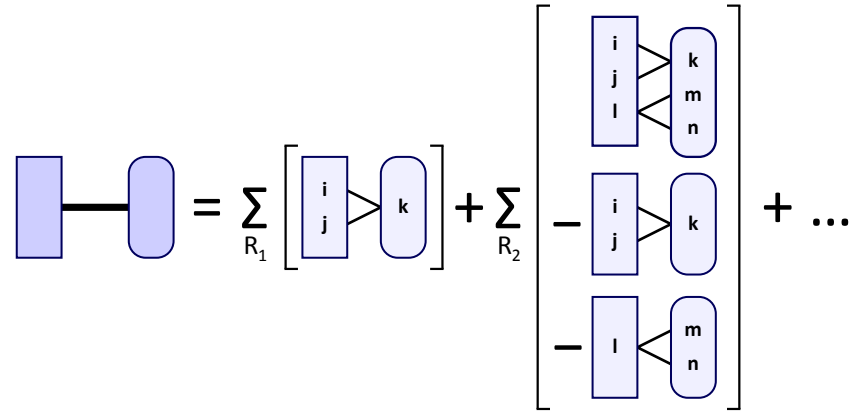 i
j
l
k
m
n
= Σ i j k + Σ − i j k + ...
R₁ R₂
− l m n